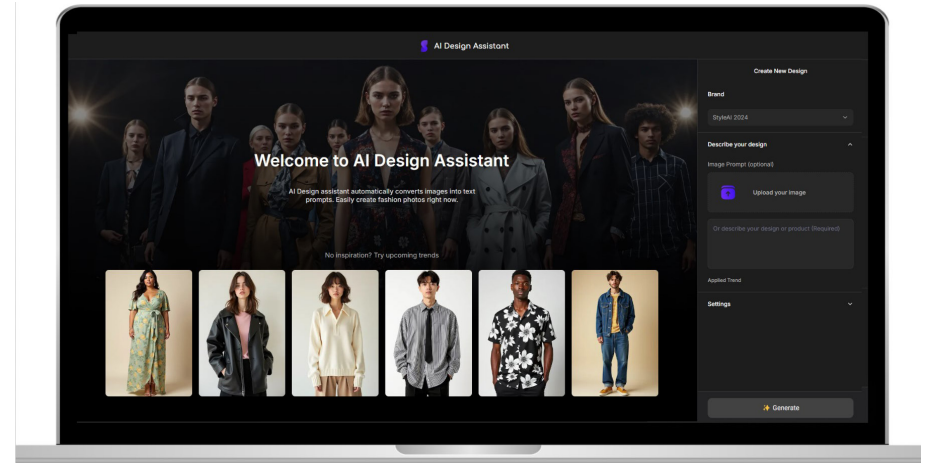 AI Design Assistant
Welcome to AI Design Assistant
AI Design assistant automatically converts images into text
prompts. Easily create fashion photos right now.
No inspiration? Try upcoming trends
Create New Design
Brand
StyleAI 2024
Describe your design
Image Prompt (optional)
Upload your image
Or describe your design or product (Required)
Applied Trend
Settings
Generate